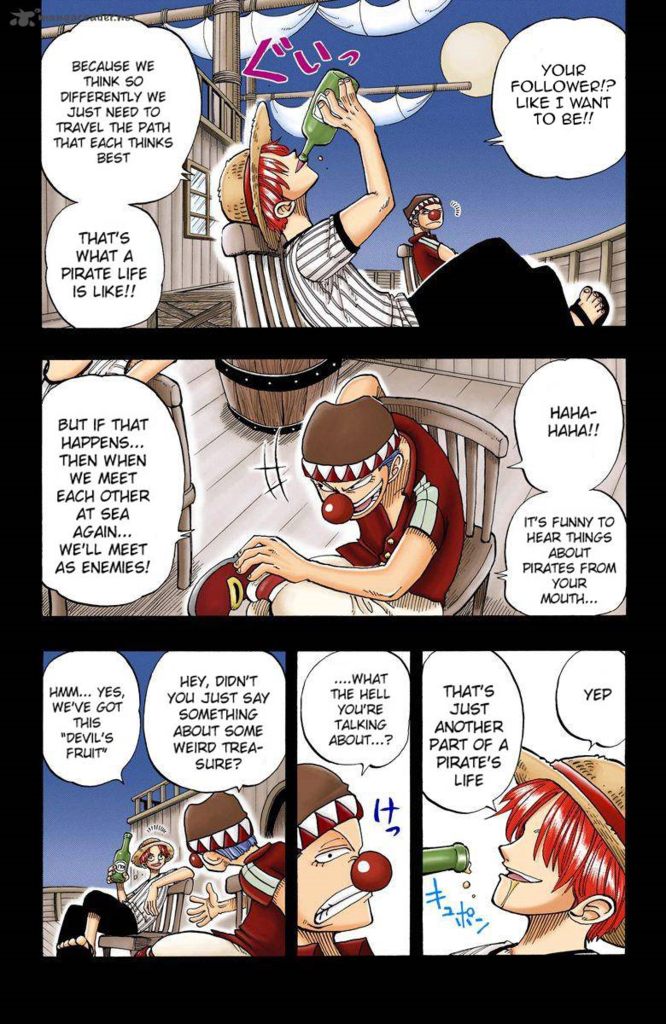 YOUR
FOLLOWER!?
LIKE I WANT
TO BE!!
ぐいっ
BECAUSE WE
THINK SO
DIFFERENTLY WE
JUST NEED TO
TRAVEL THE PATH
THAT EACH THINKS
BEST
THAT'S
WHAT A
PIRATE LIFE
IS LIKE!!
HAHA-
HAHA!!
IT'S FUNNY TO
HEAR THINGS
ABOUT
PIRATES FROM
YOUR
MOUTH...
BUT IF THAT
HAPPENS...
THEN WHEN WE
MEET EACH
OTHER
AT SEA
AGAIN...
WE'LL MEET
AS ENEMIES!
YEP
THAT'S
JUST
ANOTHER
PART OF A
PIRATE'S
LIFE
キュポン
....WHAT
THE HELL
YOU'RE
TALKING
ABOUT...?
けっ
HEY, DIDN'T
YOU JUST SAY
SOMETHING
ABOUT SOME
WEIRD TREA-
SURE?
HMM... YES,
WE'VE GOT
THIS
"DEVIL'S
FRUIT"